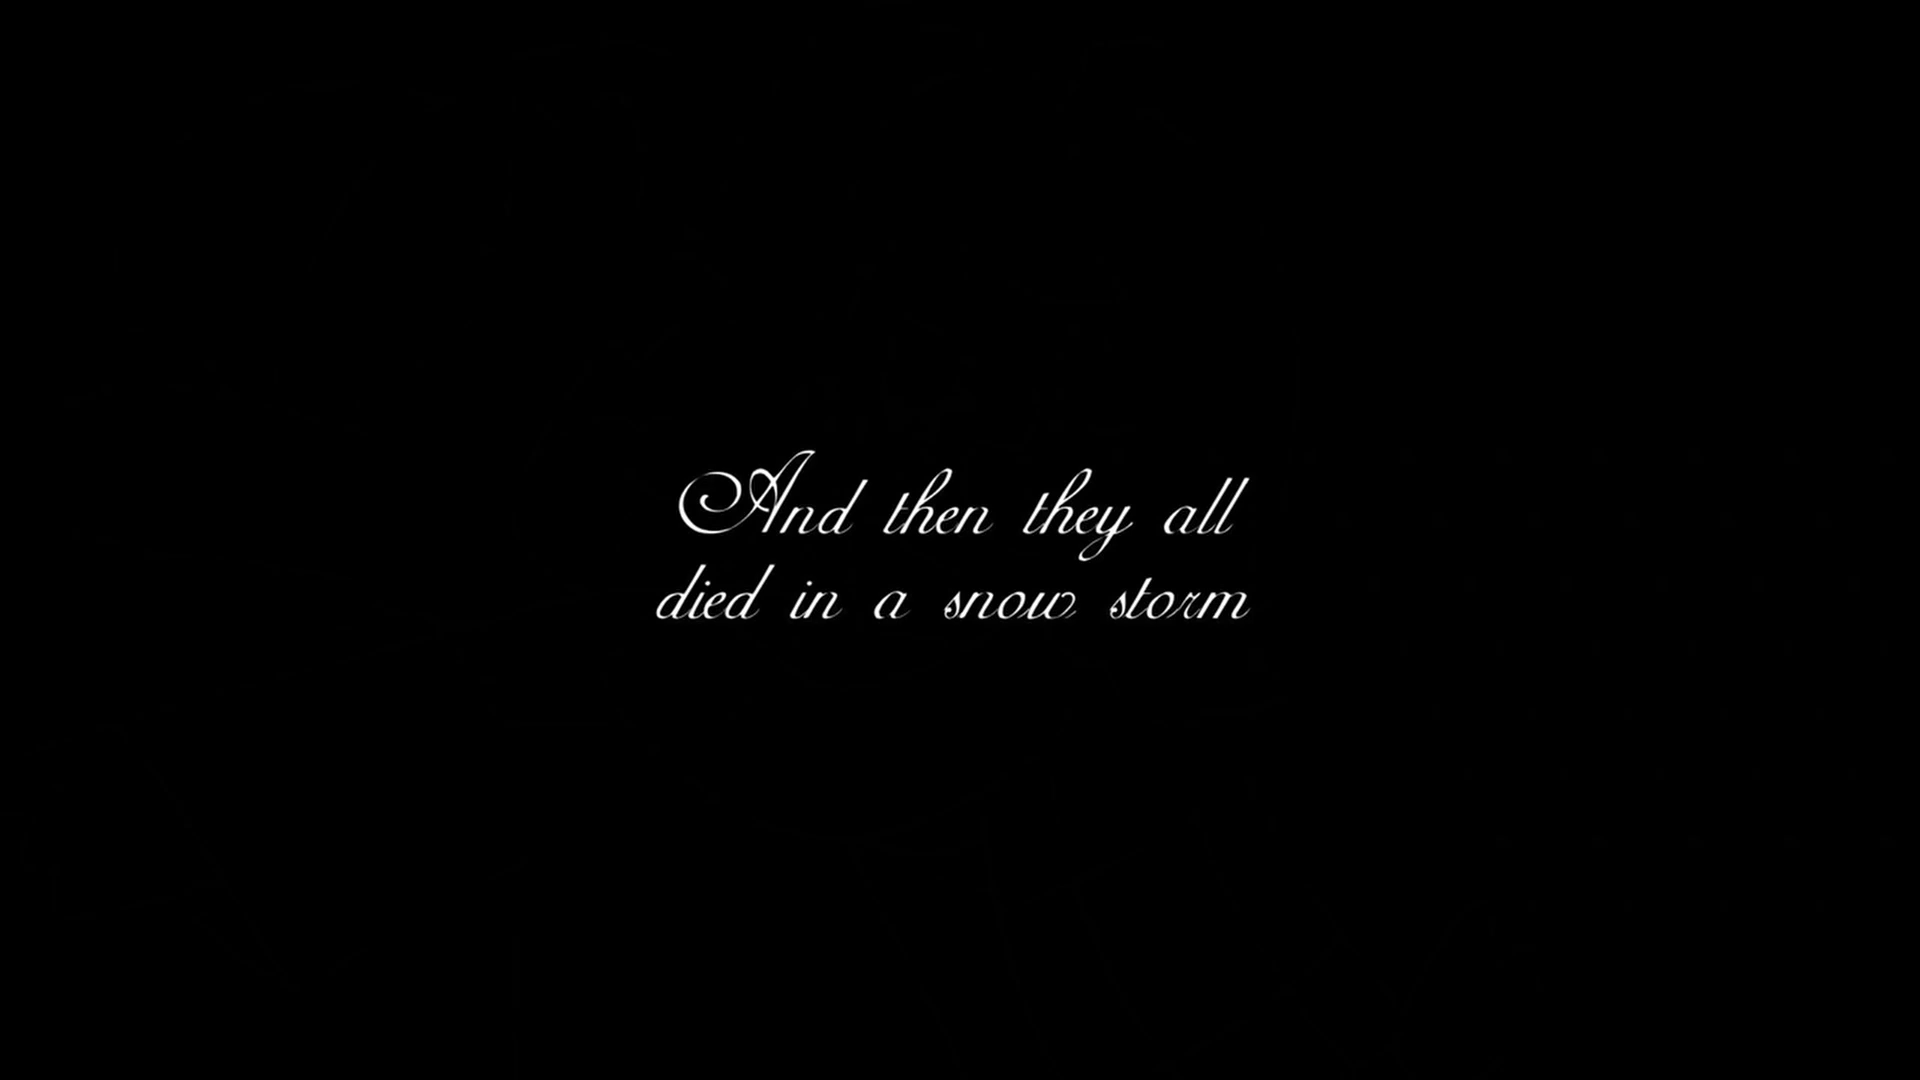 And then they all
died in a snow storm